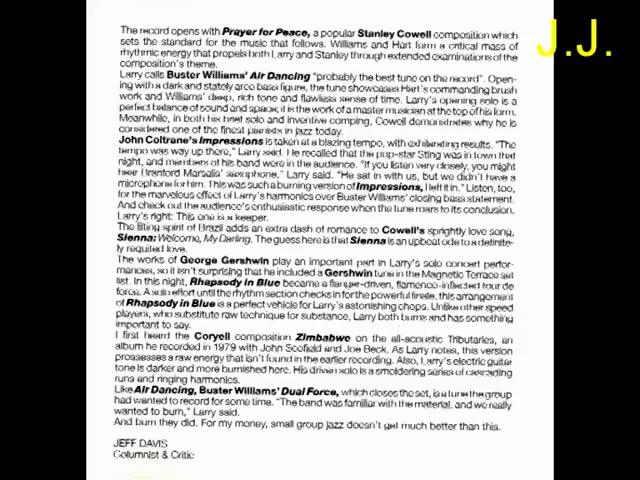 The record opens with Prayer for Peace, a popular Stanley Cowell composition which
sets the standard for the music that follows. Williams and Hart form a critical mass of
rhythmic energy that propels both Larry and Stanley through extended examinations of the
composition's theme.
Larry calls Buster Williams' Air Dancing "probably the best tune on the record". Open-
ing with a dark and stately arco bass figure, the tune showcases Hart's commanding brush
work and Williams' deep, rich tone and flawless sense of time. Larry's opening solo is a
perfect balance of sound and space; it is the work of a master musician at the top of his form.
Meanwhile, in both his brief solo and inventive comping, Cowell demonstrates why he is
considered one of the finest pianists in jazz today.
John Coltrane's Impressions is taken at a blazing tempo, with exhilarating results. "The
tempo was way up there," Larry said. He recalled that the pop-star Sting was in town that
night, and members of his band were in the audience. "If you listen very closely, you might
hear Branford Marsalis' saxophone," Larry said. "He sat in with us, but we didn't have a
microphone for him. This was such a burning version of Impressions, I left it in." Listen, too,
for the marvelous effect of Larry's harmonics over Buster Williams' closing bass statement.
And check out the audience's enthusiastic response when the tune roars to its conclusion.
Larry's right: This one is a keeper.
The lilting spirit of Brazil adds an extra dash of romance to Cowell's sprightly love song,
Sienna: Welcome, My Darling. The guess here is that Sienna is an upbeat ode to a definite-
ly requited love.
The works of George Gershwin play an important part in Larry's solo concert perfor-
mances, so it isn't surprising that he included a Gershwin tune in the Magnetic Terrace set
list. In this night, Rhapsody in Blue became a flanger-driven, flamenco-inflected tour de
force. A solo effort until the rhythm section checks in for the powerful finale, this arrangement
of Rhapsody in Blue is a perfect vehicle for Larry's astonishing chops. Unlike other speed
players, who substitute raw technique for substance, Larry both burns and has something
important to say.
I first heard the Coryell composition Zimbabwe on the all-acoustic Tributaries, an
album he recorded in 1979 with John Scofield and Joe Beck. As Larry notes, this version
prossesses a raw energy that isn't found in the earlier recording. Also, Larry's electric guitar
tone is darker and more burnished here. His driven solo is a smoldering series of cascading
runs and ringing harmonics.
Like Air Dancing, Buster Williams' Dual Force, which closes the set, is a tune the group
had wanted to record for some time. "The band was familiar with the material, and we really
wanted to burn," Larry said.
And burn they did. For my money, small group jazz doesn't get much better than this.
JEFF DAVIS
Columnist & Critic
J.J.